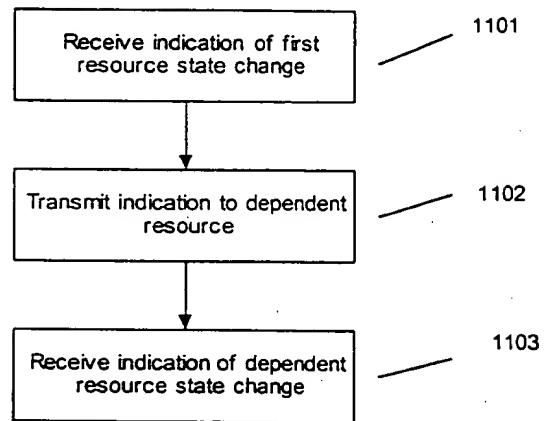 Receive indication of first
resource state change
1101
Transmit indication to dependent
resource
1102
Receive indication of dependent
resource state change
1103